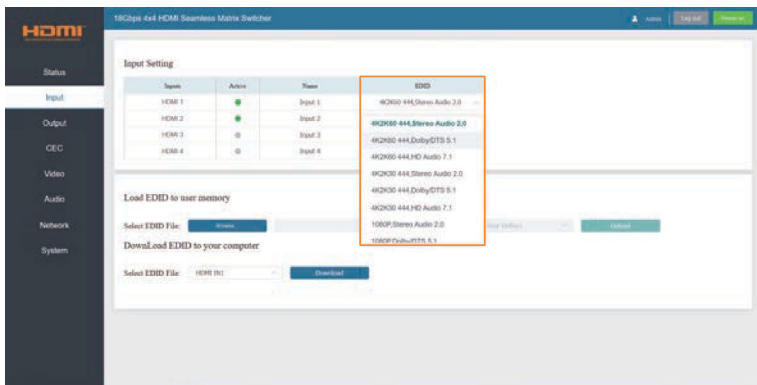 HDMI
18Gbps 4x4 HDMI Seamless Matrix Switcher
Admin
Log out
Status
Input
Output
CEC
Video
Audio
Network
System
Input Setting
Inputs Active Name EDID
HDMI 1 Input 1 4K2K60 444,Stereo Audio 2.0
HDMI 2 Input 2
HDMI 3 Input 3
HDMI 4 Input 4
4K2K60 444,Stereo Audio 2.0
4K2K60 444,Dolby/DTS 5.1
4K2K60 444,HD Audio 7.1
4K2K30 444,Stereo Audio 2.0
4K2K30 444,Dolby/DTS 5.1
4K2K30 444,HD Audio 7.1
1080P,Stereo Audio 2.0
1080P,Dolby/DTS 5.1
Load EDID to user memory
Select EDID File: Browse Upload
DownLoad EDID to your computer
Select EDID File: HDMI IN1 Download